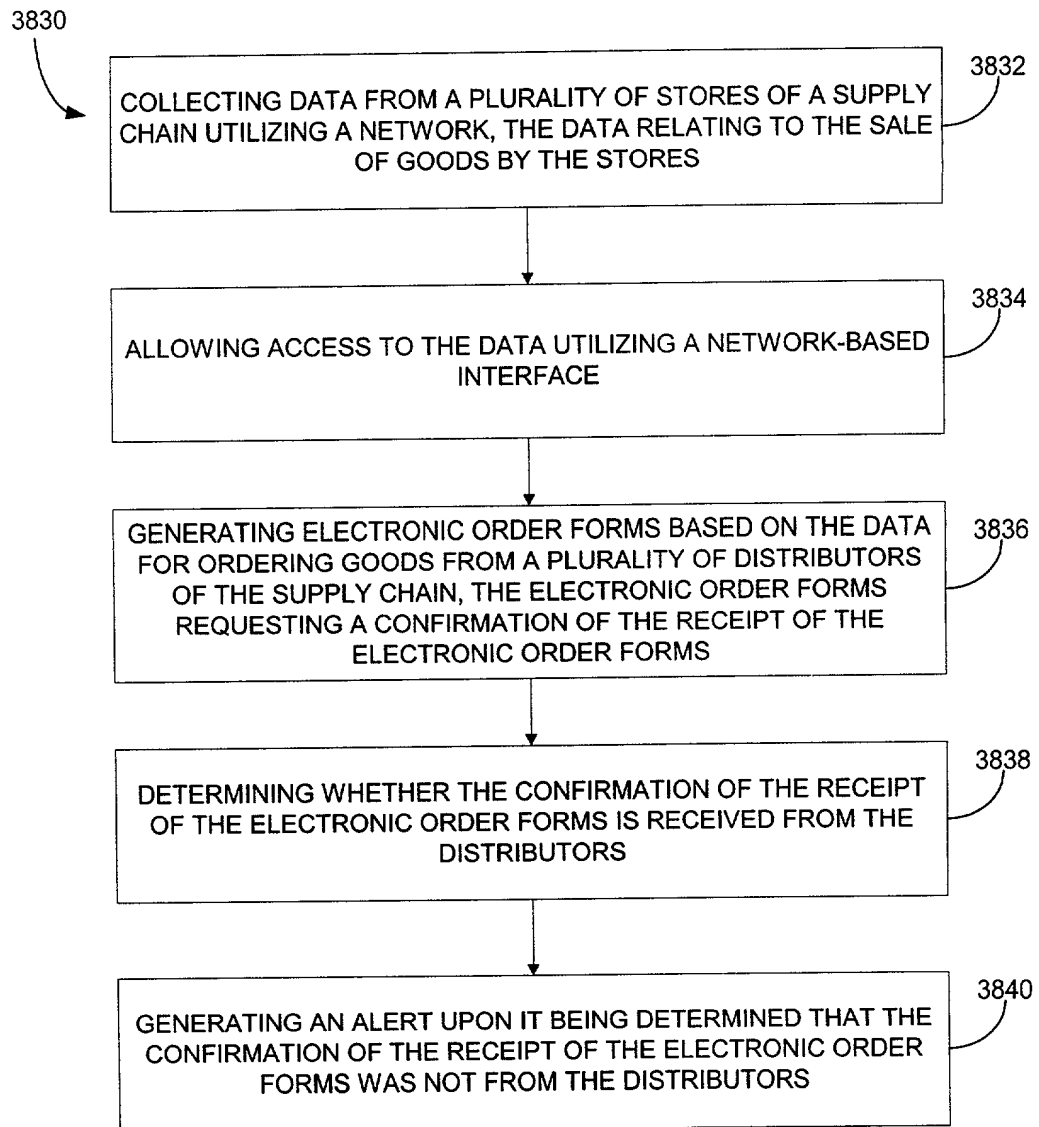 3830
3832
COLLECTING DATA FROM A PLURALITY OF STORES OF A SUPPLY
CHAIN UTILIZING A NETWORK, THE DATA RELATING TO THE SALE
OF GOODS BY THE STORES
3834
ALLOWING ACCESS TO THE DATA UTILIZING A NETWORK-BASED
INTERFACE
3836
GENERATING ELECTRONIC ORDER FORMS BASED ON THE DATA
FOR ORDERING GOODS FROM A PLURALITY OF DISTRIBUTORS
OF THE SUPPLY CHAIN, THE ELECTRONIC ORDER FORMS
REQUESTING A CONFIRMATION OF THE RECEIPT OF THE
ELECTRONIC ORDER FORMS
3838
DETERMINING WHETHER THE CONFIRMATION OF THE RECEIPT
OF THE ELECTRONIC ORDER FORMS IS RECEIVED FROM THE
DISTRIBUTORS
3840
GENERATING AN ALERT UPON IT BEING DETERMINED THAT THE
CONFIRMATION OF THE RECEIPT OF THE ELECTRONIC ORDER
FORMS WAS NOT FROM THE DISTRIBUTORS